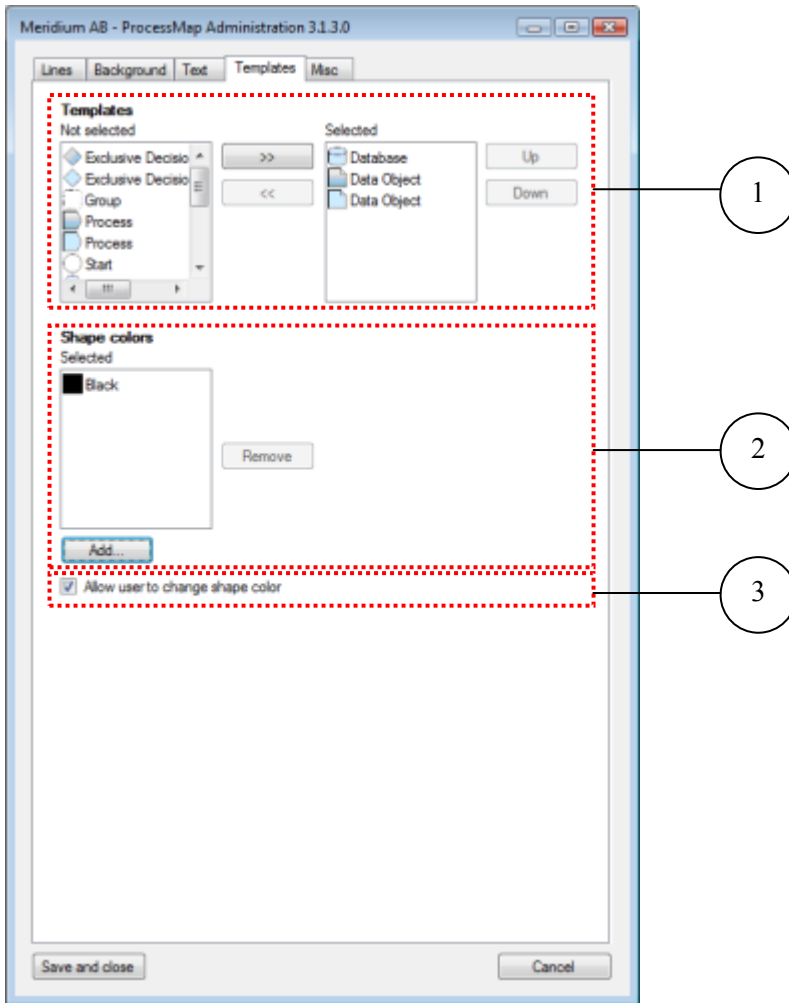 Meridium AB - ProcessMap Administration 3.1.3.0
Lines Background Text Templates Misc
Templates
Not selected
Exclusive Decisio
Exclusive Decisio
Group
Process
Process
Start
>>
<<
Selected
Database
Data Object
Data Object
Up
Down
1
Shape colors
Selected
Black
Remove
Add...
2
Allow user to change shape color
3
Save and close
Cancel